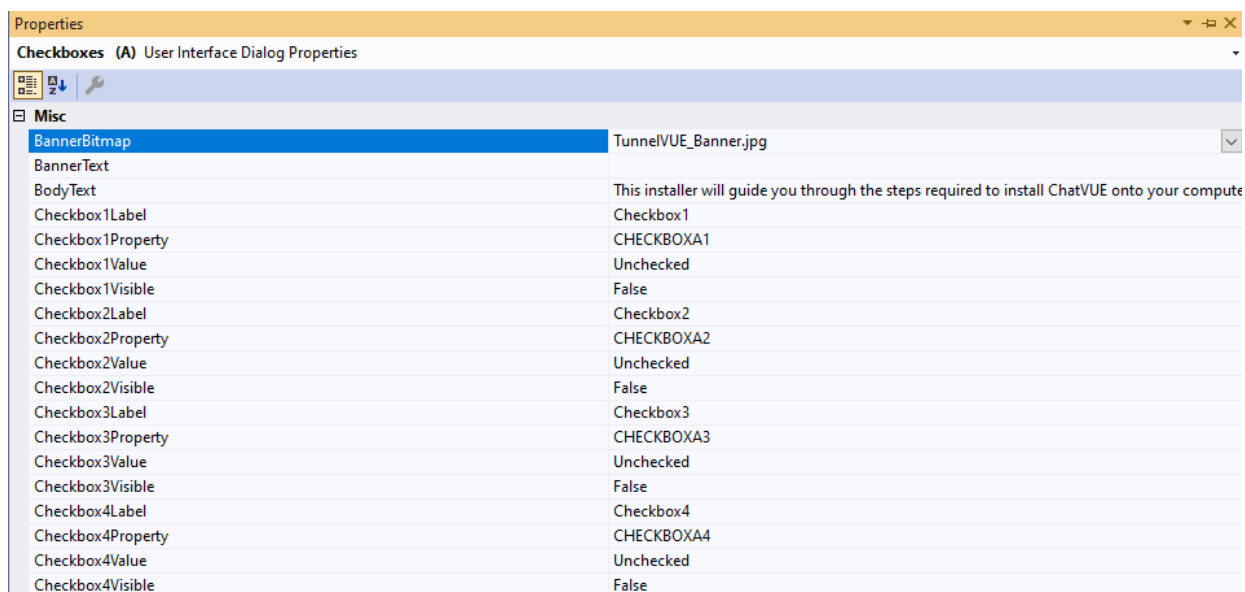 Properties
Checkboxes (A) User Interface Dialog Properties
Misc
BannerBitmap TunnelVUE_Banner.jpg
BannerText
BodyText This installer will guide you through the steps required to install ChatVUE onto your compute
Checkbox1Label Checkbox1
Checkbox1Property CHECKBOXA1
Checkbox1Value Unchecked
Checkbox1Visible False
Checkbox2Label Checkbox2
Checkbox2Property CHECKBOXA2
Checkbox2Value Unchecked
Checkbox2Visible False
Checkbox3Label Checkbox3
Checkbox3Property CHECKBOXA3
Checkbox3Value Unchecked
Checkbox3Visible False
Checkbox4Label Checkbox4
Checkbox4Property CHECKBOXA4
Checkbox4Value Unchecked
Checkbox4Visible False